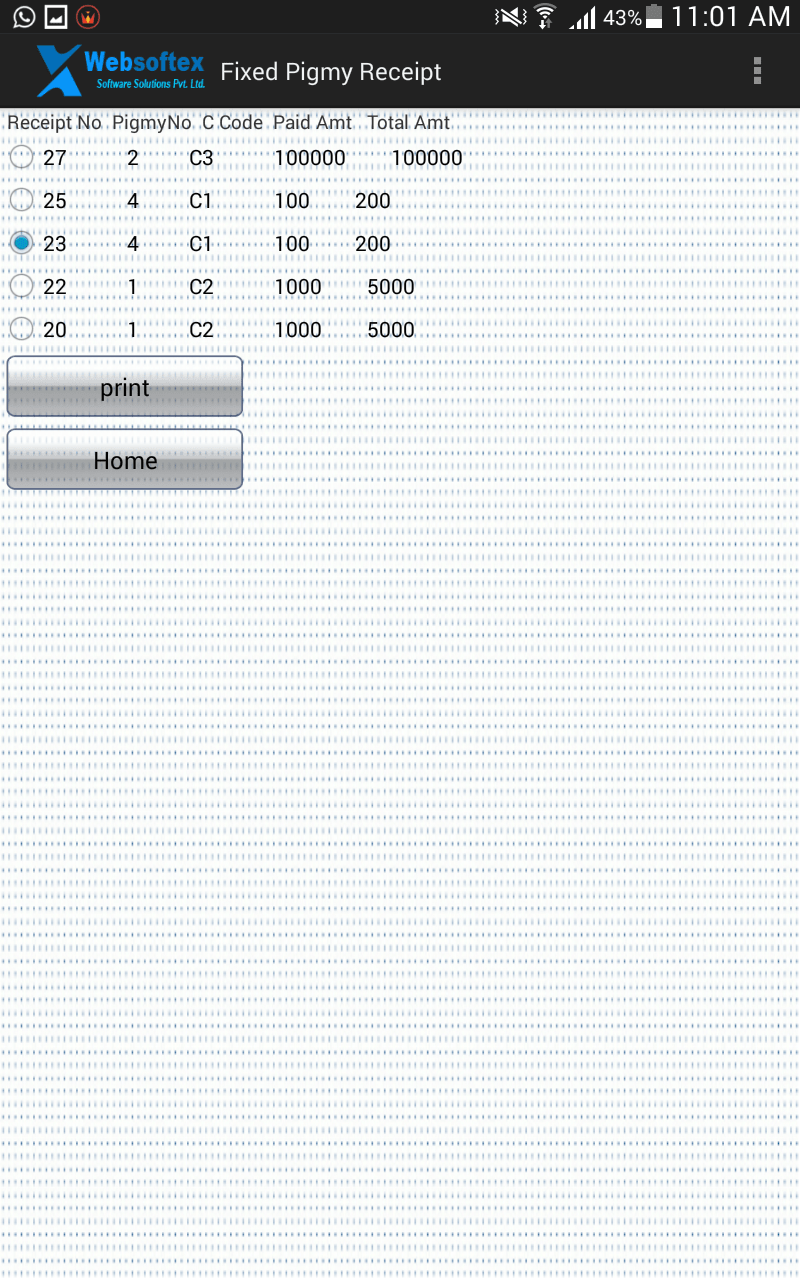 43% 11:01 AM
Websoftex
Software Solutions Pvt. Ltd.
Fixed Pigmy Receipt
Receipt No PigmyNo C Code Paid Amt Total Amt
27 2 C3 100000 100000
25 4 C1 100 200
23 4 C1 100 200
22 1 C2 1000 5000
20 1 C2 1000 5000
print
Home